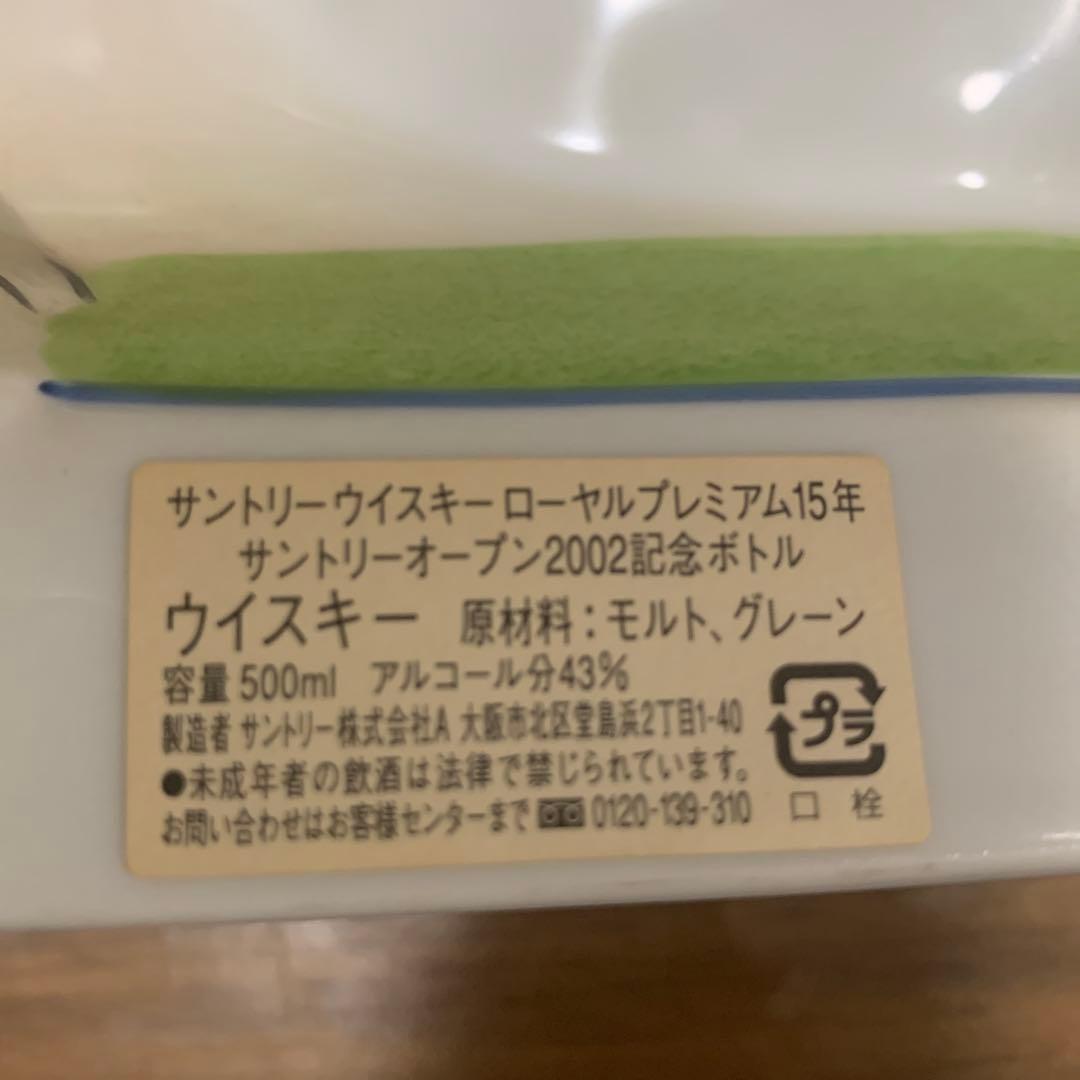 サントリーウイスキーローヤルプレミアム15年
サントリーオープン2002記念ボトル
ウイスキー 原材料：モルト、グレーン
容量 500ml アルコール分43%
製造者 サントリー株式会社A 大阪市北区堂島浜2丁目1-40
●未成年者の飲酒は法律で禁じられています。
お問い合わせはお客様センターまで 0120-139-310
プラ
口栓